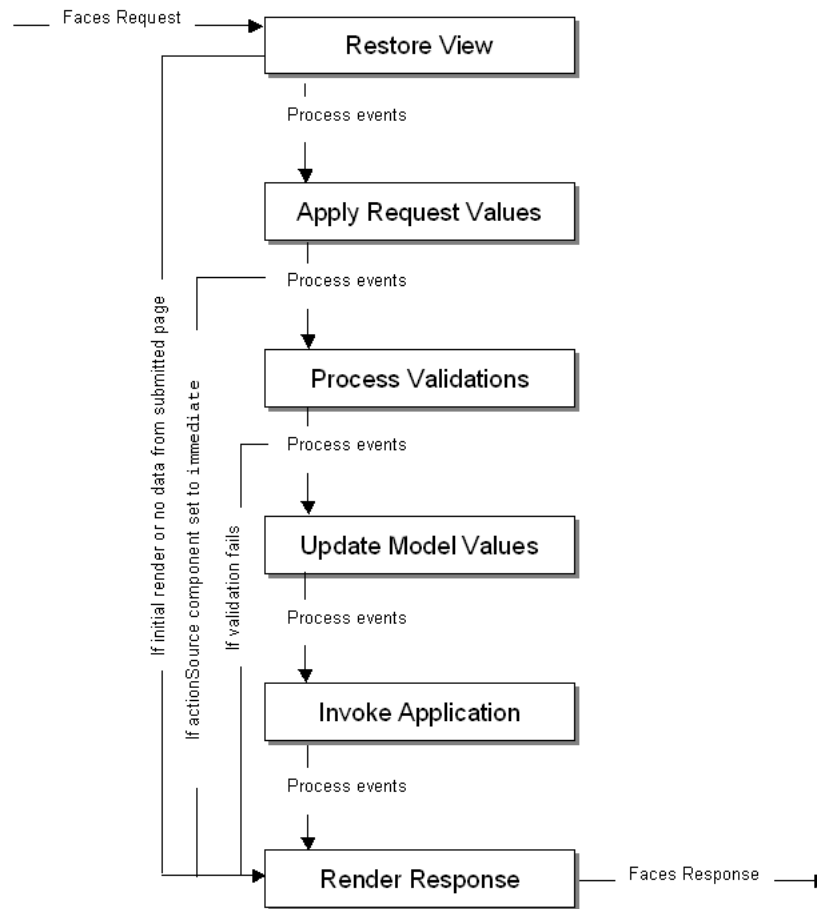 Faces Request
Restore View
Process events
Apply Request Values
Process events
Process Validations
Process events
Update Model Values
Process events
Invoke Application
Process events
Render Response
Faces Response
If initial render or no data from submitted page
If actionSource component set to immediate
If validation fails